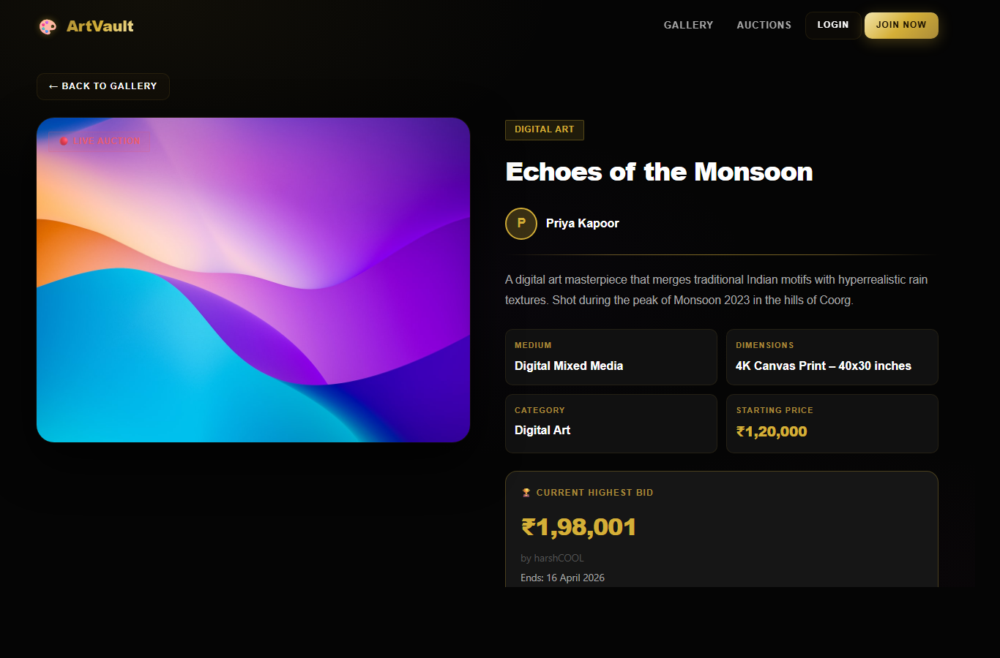 ArtVault
GALLERY
AUCTIONS
LOGIN
JOIN NOW
← BACK TO GALLERY
LIVE AUCTION
DIGITAL ART
Echoes of the Monsoon
P
Priya Kapoor
A digital art masterpiece that merges traditional Indian motifs with hyperrealistic rain
textures. Shot during the peak of Monsoon 2023 in the hills of Coorg.
MEDIUM
Digital Mixed Media
DIMENSIONS
4K Canvas Print – 40x30 inches
CATEGORY
Digital Art
STARTING PRICE
₹1,20,000
CURRENT HIGHEST BID
₹1,98,001
by harshCOOL
Ends: 16 April 2026